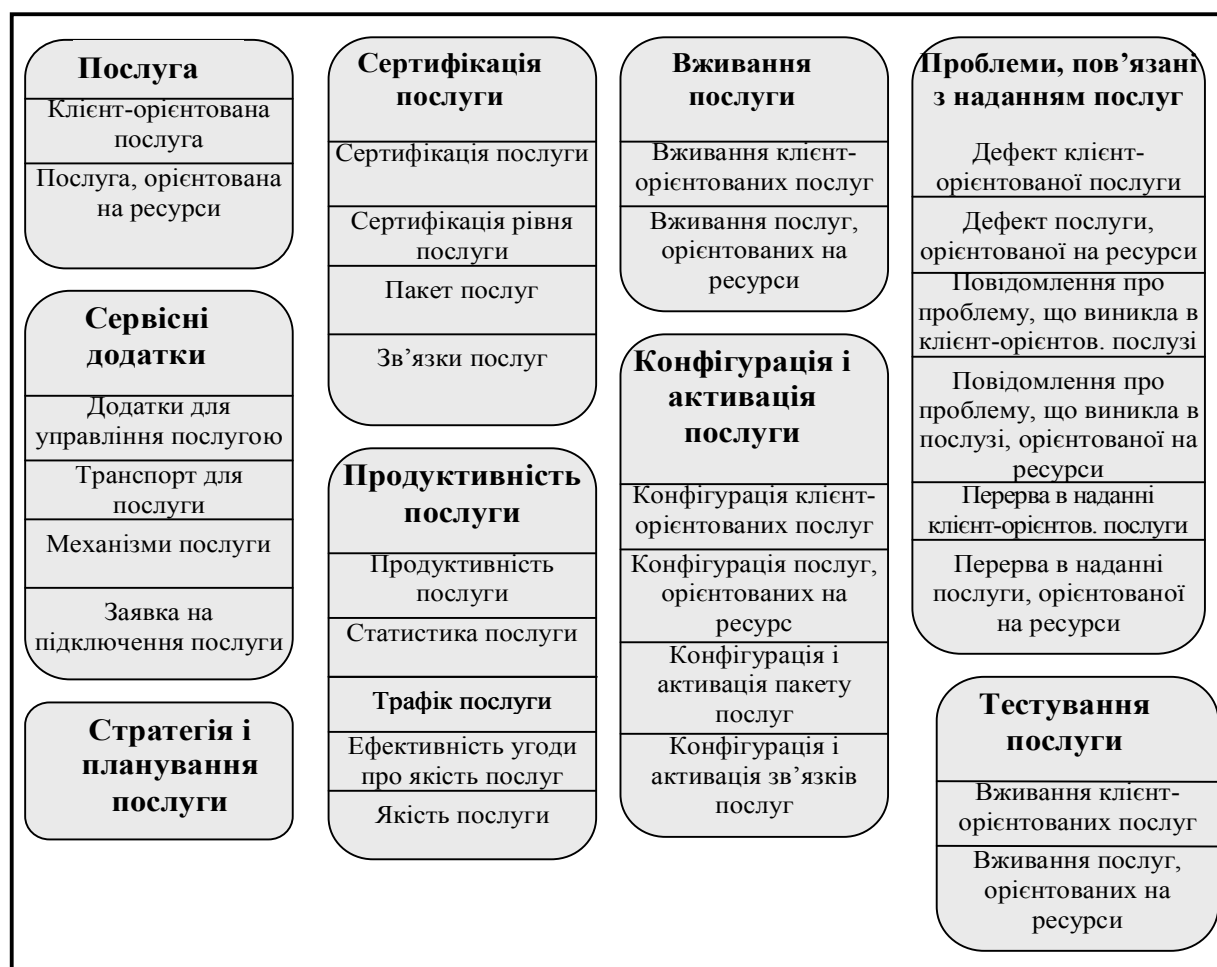 Послуга
Клієнт-орієнтована
послуга
Послуга, орієнтована
на ресурси
Сервісні
додатки
Додатки для
управління послугою
Транспорт для
послуги
Механізми послуги
Заявка на
підключення послуги
Стратегія і
планування
послуги
Сертифікація
послуги
Сертифікація послуги
Сертифікація рівня
послуги
Пакет послуг
Зв’язки послуг
Продуктивність
послуги
Продуктивність
послуги
Статистика послуги
Трафік послуги
Ефективність угоди
про якість послуг
Якість послуги
Вживання
послуги
Вживання клієнт-
орієнтованих послуг
Вживання послуг,
орієнтованих на
ресурси
Конфігурація і
активація
послуги
Конфігурація клієнт-
орієнтованих послуг
Конфігурація послуг,
орієнтованих на
ресурс
Конфігурація і
активація пакету
послуг
Конфігурація і
активація зв’язків
послуг
Проблеми, пов’язані
з наданням послуг
Дефект клієнт-
орієнтованої послуги
Дефект послуги,
орієнтованої на ресурси
Повідомлення про
проблему, що виникла в
клієнт-орієнтов. послузі
Повідомлення про
проблему, що виникла в
послузі, орієнтованої на
ресурси
Перерва в наданні
клієнт-орієнтов. послуги
Перерва в наданні
послуги, орієнтованої
на ресурси
Тестування
послуги
Вживання клієнт-
орієнтованих послуг
Вживання послуг,
орієнтованих на
ресурси